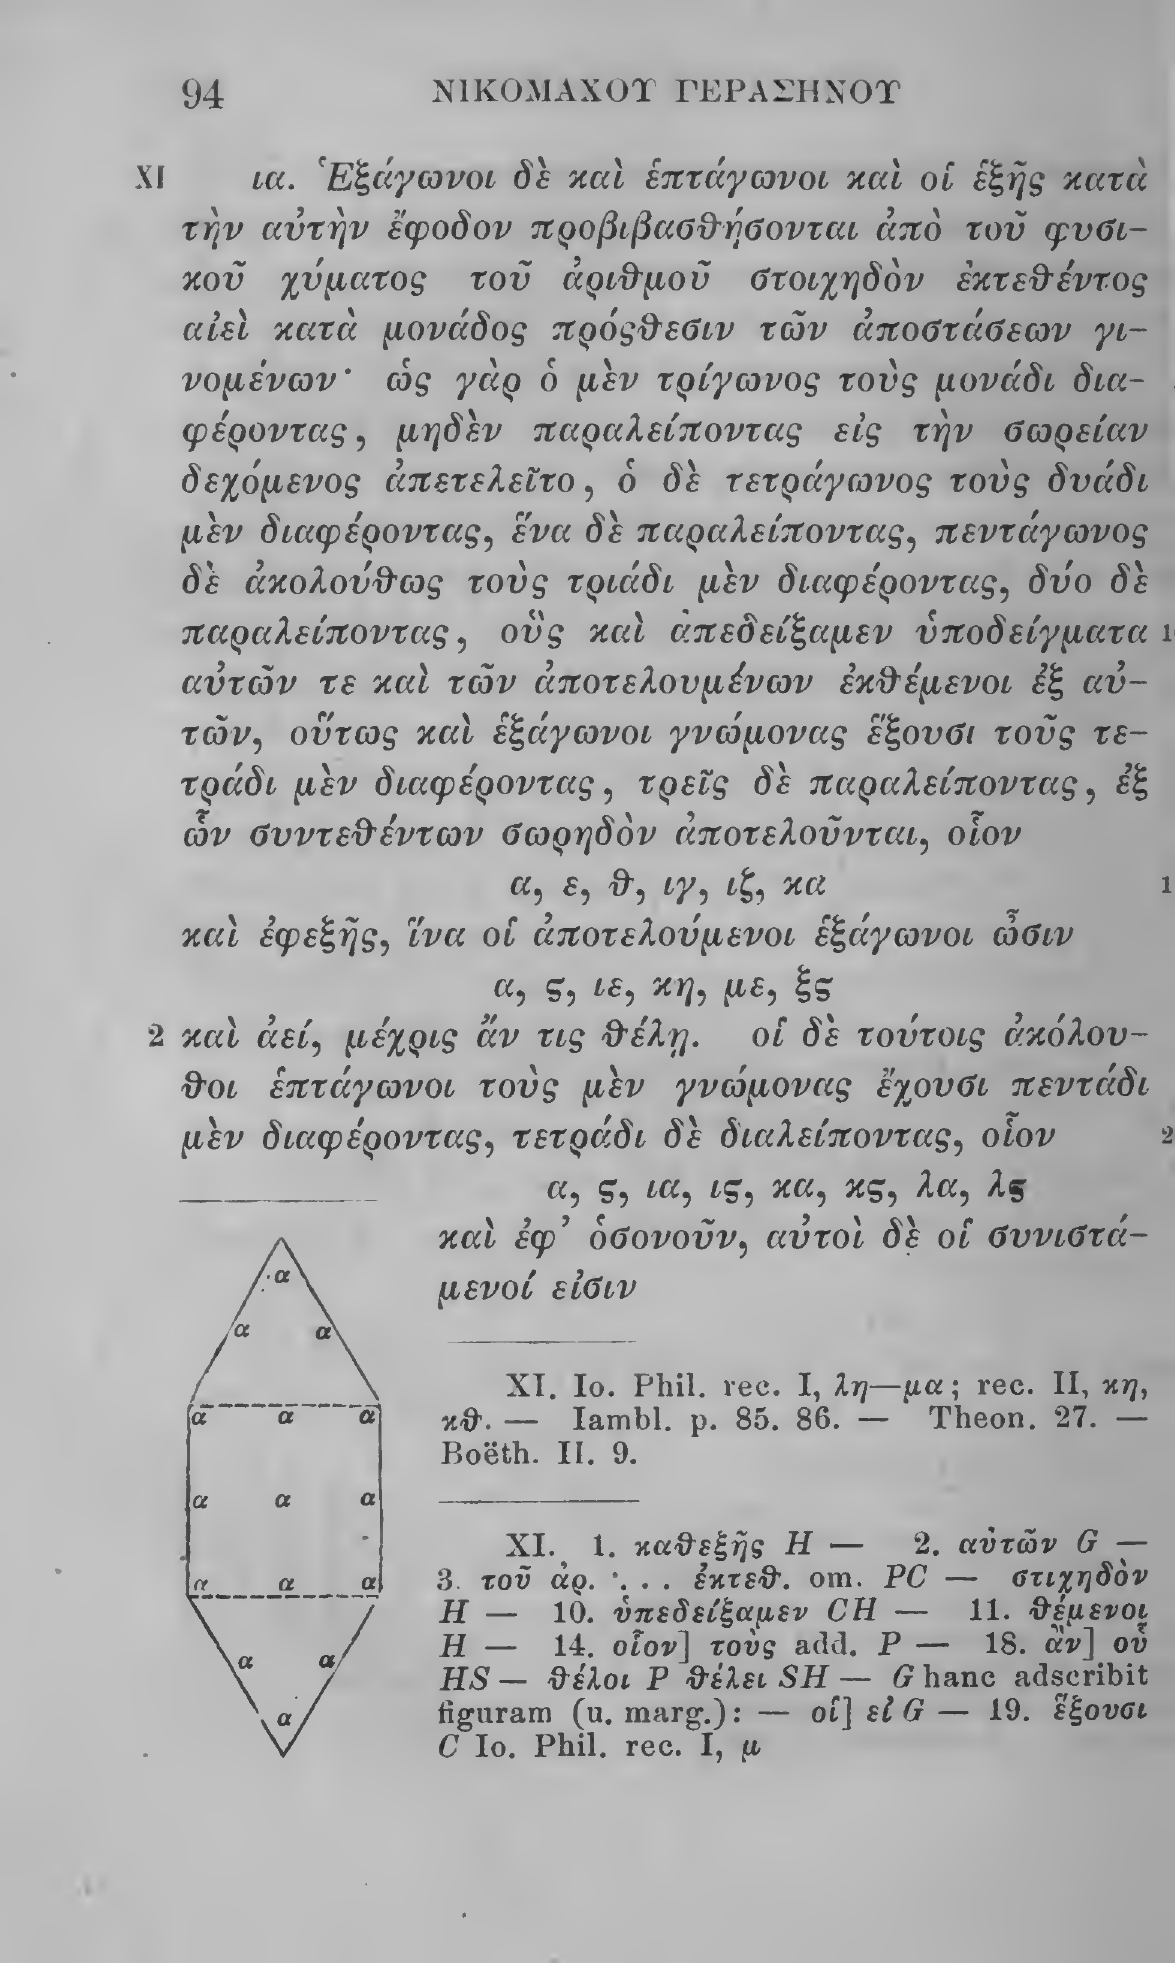 94 ΝΙΚΟΜΑΧΟΥ ΓΕΡΑΣΗΝΟΥ
XI ια. Ἑξάγωνοι δὲ καὶ ἑπτάγωνοι καὶ οἱ ἑξῆς κατὰ
τὴν αὐτὴν ἔφοδον προβιβασθήσονται ἀπὸ τοῦ φυσι-
κοῦ χύματος τοῦ ἀριθμοῦ στοιχηδὸν ἐκτεθέντος
αἰεὶ κατὰ μονάδος πρόςθεσιν τῶν ἀποστάσεων γι-
νομένων· ὡς γὰρ ὁ μὲν τρίγωνος τοὺς μονάδι δια-
φέροντας, μηδὲν παραλείποντας εἰς τὴν σωρείαν
δεχόμενος ἀπετελεῖτο, ὁ δὲ τετράγωνος τοὺς δυάδι
μὲν διαφέροντας, ἕνα δὲ παραλείποντας, πεντάγωνος
δὲ ἀκολούθως τοὺς τριάδι μὲν διαφέροντας, δύο δὲ
παραλείποντας, οὓς καὶ ἀπεδείξαμεν ὑποδείγματα 1
αὐτῶν τε καὶ τῶν ἀποτελουμένων ἐκθέμενοι ἐξ αὐ-
τῶν, οὕτως καὶ ἑξάγωνοι γνώμονας ἕξουσι τοὺς τε-
τράδι μὲν διαφέροντας, τρεῖς δὲ παραλείποντας, ἐξ
ὧν συντεθέντων σωρηδὸν ἀποτελοῦνται, οἷον
α, ε, θ, ιγ, ιζ, κα 1
καὶ ἐφεξῆς, ἵνα οἱ ἀποτελούμενοι ἑξάγωνοι ὦσιν
α, ϛ, ιε, κη, με, ξϛ
2 καὶ ἀεί, μέχρις ἄν τις θέλῃ. οἱ δὲ τούτοις ἀκόλου-
θοι ἑπτάγωνοι τοὺς μὲν γνώμονας ἔχουσι πεντάδι
μὲν διαφέροντας, τετράδι δὲ διαλείποντας, οἷον 2
α, ϛ, ια, ιϛ, κα, κϛ, λα, λϛ
καὶ ἐφ’ ὁσονοῦν, αὐτοὶ δὲ οἱ συνιστά-
μενοί εἰσιν
α
α α
α α α
α α α
α α α
α α
α
XI. Io. Phil. rec. I, λη—μα; rec. II, κη,
κθ. — Iambl. p. 85. 86. — Theon. 27. —
Boëth. II. 9.
XI. 1. καθεξῆς H — 2. αὐτῶν G —
3. τοῦ ἀρ. . . . ἐκτεθ. om. PC — στιχηδὸν
H — 10. ὑπεδείξαμεν CH — 11. θέμενοι
H — 14. οἷον] τοὺς add. P — 18. ἂν] οὗ
HS — θέλοι P θέλει SH — G hanc adscribit
figuram (u. marg.): — οἱ] εἰ G — 19. ἕξουσι
C Io. Phil. rec. I, μ